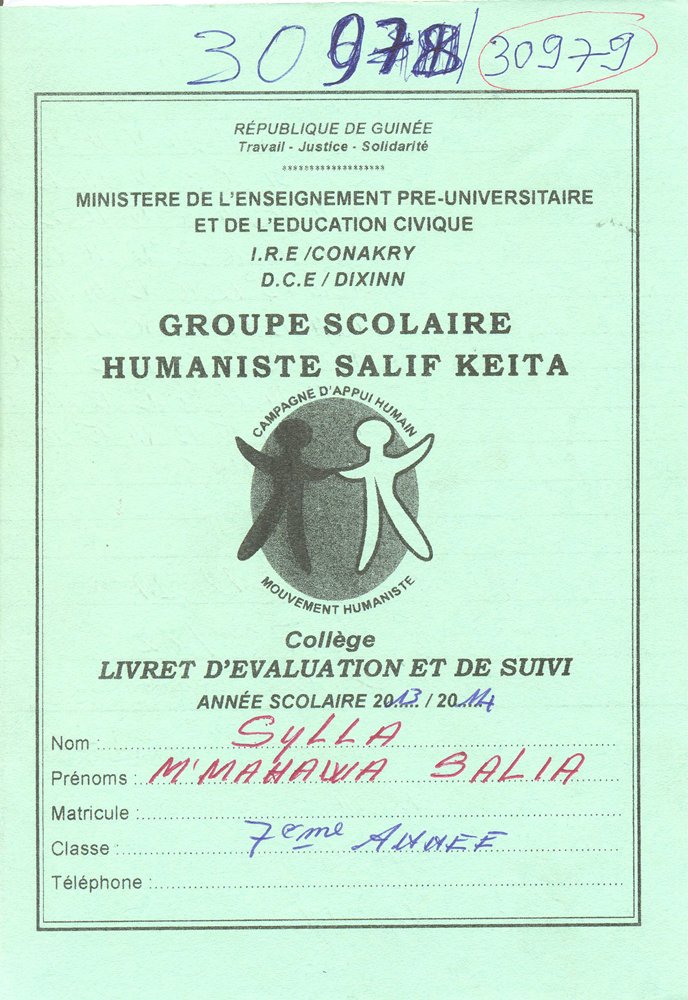 30 978 / 30979
RÉPUBLIQUE DE GUINÉE
Travail - Justice - Solidarité
*******************
MINISTERE DE L'ENSEIGNEMENT PRE-UNIVERSITAIRE
ET DE L'EDUCATION CIVIQUE
I.R.E /CONAKRY
D.C.E / DIXINN
GROUPE SCOLAIRE
HUMANISTE SALIF KEITA
CAMPAGNE D'APPUI HUMAIN
MOUVEMENT HUMANISTE
Collège
LIVRET D'EVALUATION ET DE SUIVI
ANNÉE SCOLAIRE 2013 / 2014
Nom : SYLLA
Prénoms : M'MAHAWA SALIA
Matricule :
Classe : 7ème ANNEE
Téléphone :